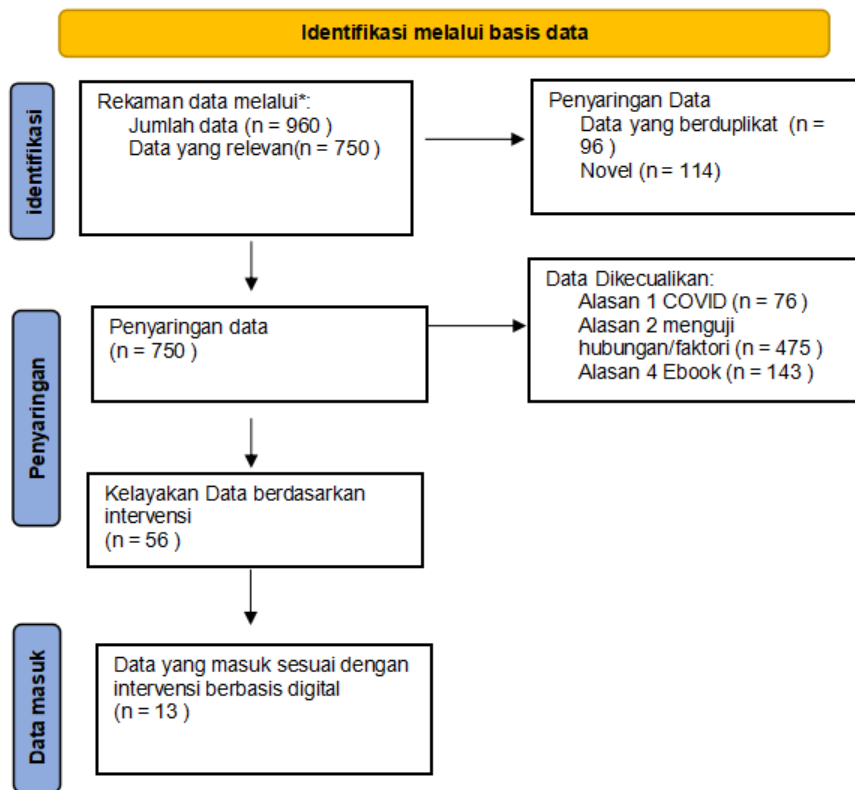 Identifikasi melalui basis data
identifikasi
Rekaman data melalui*:
Jumlah data (n = 960 )
Data yang relevan(n = 750 )
Penyaringan Data
Data yang berduplikat (n =
96 )
Novel (n = 114)
Penyaringan
Penyaringan data
(n = 750 )
Data Dikecualikan:
Alasan 1 COVID (n = 76 )
Alasan 2 menguji
hubungan/faktori (n = 475 )
Alasan 4 Ebook (n = 143 )
Kelayakan Data berdasarkan
intervensi
(n = 56 )
Data masuk
Data yang masuk sesuai dengan
intervensi berbasis digital
(n = 13 )